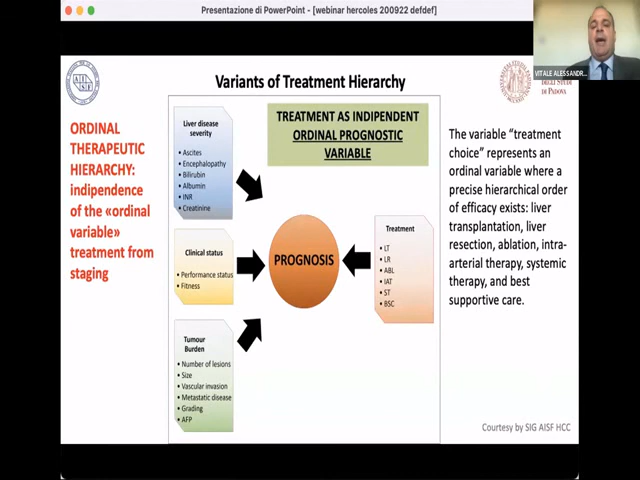 Presentazione di PowerPoint - [webinar hercoles 200922 defdef]
VITALE ALESSANDR...
DEGLI STUDI
DI PADOVA
Variants of Treatment Hierarchy
ORDINAL
THERAPEUTIC
HIERARCHY:
indipendence
of the «ordinal
variable»
treatment from
staging
Liver disease
severity
• Ascites
• Encephalopathy
• Bilirubin
• Albumin
• INR
• Creatinine
Clinical status
• Performance status
• Fitness
Tumour
Burden
• Number of lesions
• Size
• Vascular invasion
• Metastatic disease
• Grading
• AFP
TREATMENT AS INDIPENDENT
ORDINAL PROGNOSTIC
VARIABLE
PROGNOSIS
Treatment
• LT
• LR
• ABL
• IAT
• ST
• BSC
The variable “treatment
choice” represents an
ordinal variable where a
precise hierarchical order
of efficacy exists: liver
transplantation, liver
resection, ablation, intra-
arterial therapy, systemic
therapy, and best
supportive care.
Courtesy by SIG AISF HCC